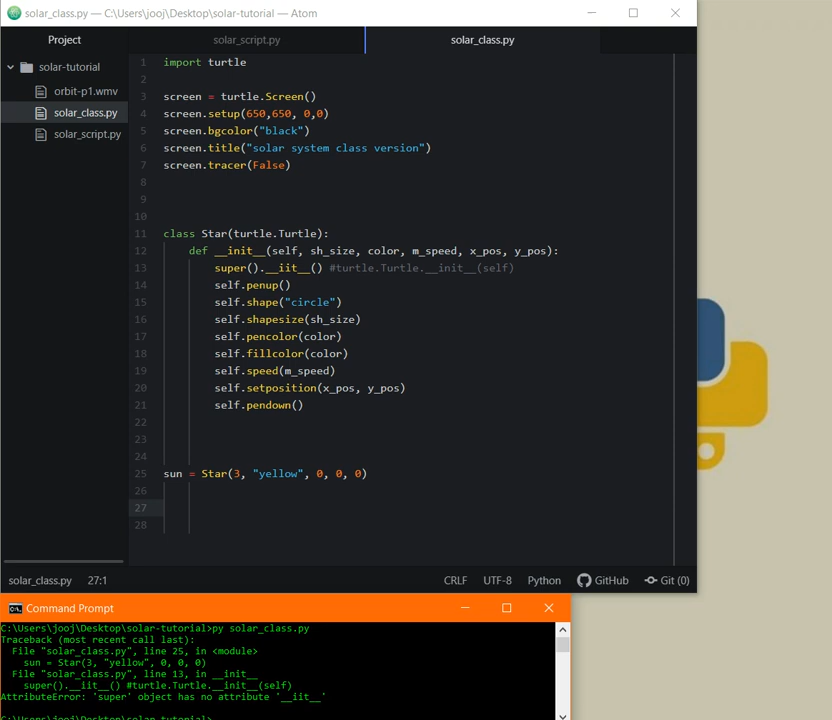 solar_class.py — C:\Users\jooj\Desktop\solar-tutorial — Atom
Project
solar_script.py
solar_class.py
solar-tutorial
orbit-p1.wmv
solar_class.py
solar_script.py
1 import turtle
2
3 screen = turtle.Screen()
4 screen.setup(650,650, 0,0)
5 screen.bgcolor("black")
6 screen.title("solar system class version")
7 screen.tracer(False)
8
9
10
11 class Star(turtle.Turtle):
12 def __init__(self, sh_size, color, m_speed, x_pos, y_pos):
13 super().__iit__() #turtle.Turtle.__init__(self)
14 self.penup()
15 self.shape("circle")
16 self.shapesize(sh_size)
17 self.pencolor(color)
18 self.fillcolor(color)
19 self.speed(m_speed)
20 self.setposition(x_pos, y_pos)
21 self.pendown()
22
23
24
25 sun = Star(3, "yellow", 0, 0, 0)
26
27
28
solar_class.py 27:1 CRLF UTF-8 Python GitHub Git (0)
Command Prompt
C:\Users\jooj\Desktop\solar-tutorial>py solar_class.py
Traceback (most recent call last):
File "solar_class.py", line 25, in <module>
sun = Star(3, "yellow", 0, 0, 0)
File "solar_class.py", line 13, in __init__
super().__iit__() #turtle.Turtle.__init__(self)
AttributeError: 'super' object has no attribute '__iit__'
C:\Users\jooj\Desktop\solar-tutorial>